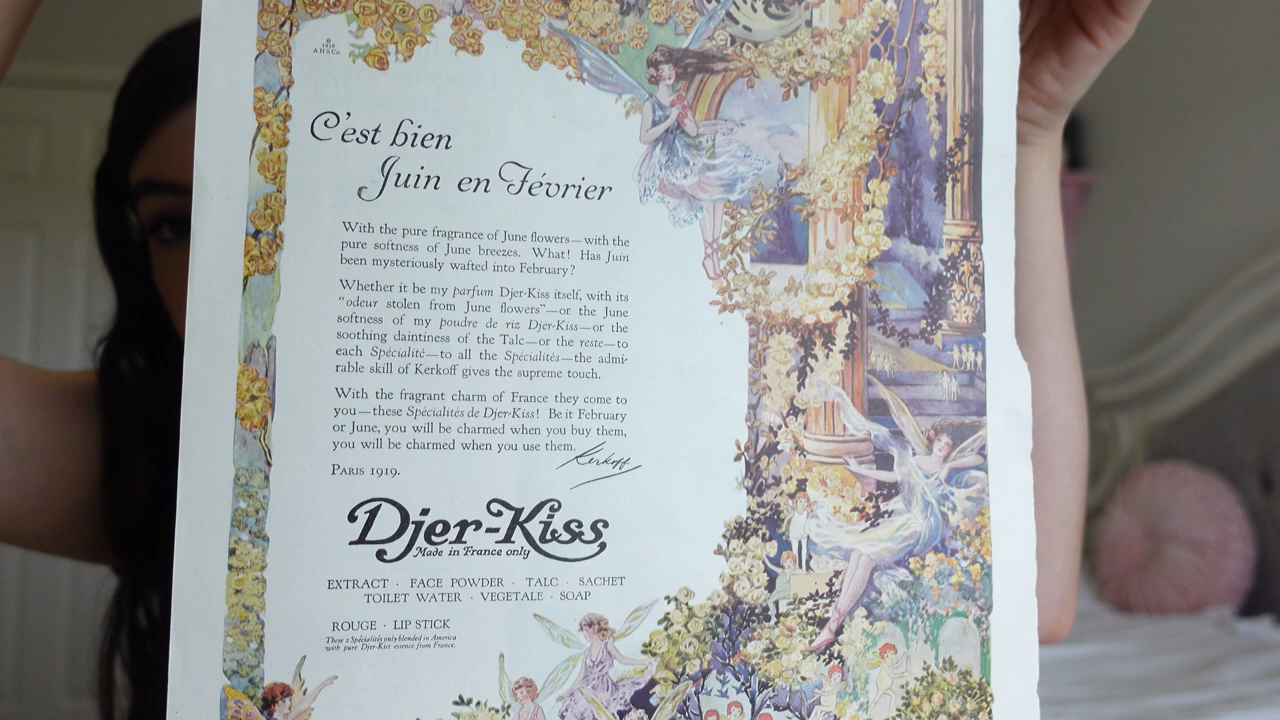 ©
1919
A H S Co.
C'est bien
Juin en Février
With the pure fragrance of June flowers—with the
pure softness of June breezes. What! Has Juin
been mysteriously wafted into February?
Whether it be my parfum Djer-Kiss itself, with its
"odeur stolen from June flowers"—or the June
softness of my poudre de riz Djer-Kiss—or the
soothing daintiness of the Talc—or the reste—to
each Spécialité—to all the Spécialités—the admi-
rable skill of Kerkoff gives the supreme touch.
With the fragrant charm of France they come to
you—these Spécialités de Djer-Kiss! Be it February
or June, you will be charmed when you buy them,
you will be charmed when you use them.
Kerkoff
PARIS 1919.
Djer-Kiss
Made in France only
EXTRACT · FACE POWDER · TALC · SACHET
TOILET WATER · VEGETALE · SOAP
ROUGE · LIP STICK
These 2 Spécialités only blended in America
with pure Djer-Kiss essence from France.